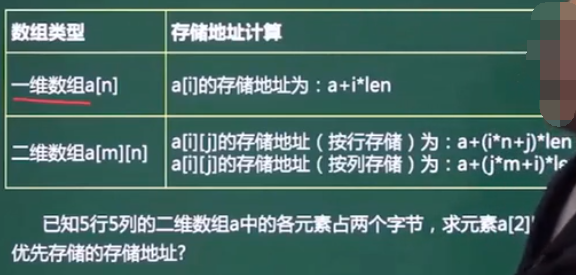 数组类型 存储地址计算
一维数组a[n] a[i]的存储地址为：a+i*len
二维数组a[m][n] a[i][j]的存储地址（按行存储）为：a+(i*n+j)*len
a[i][j]的存储地址（按列存储）为：a+(j*m+i)*le
已知5行5列的二维数组a中的各元素占两个字节，求元素a[2]
优先存储的存储地址?